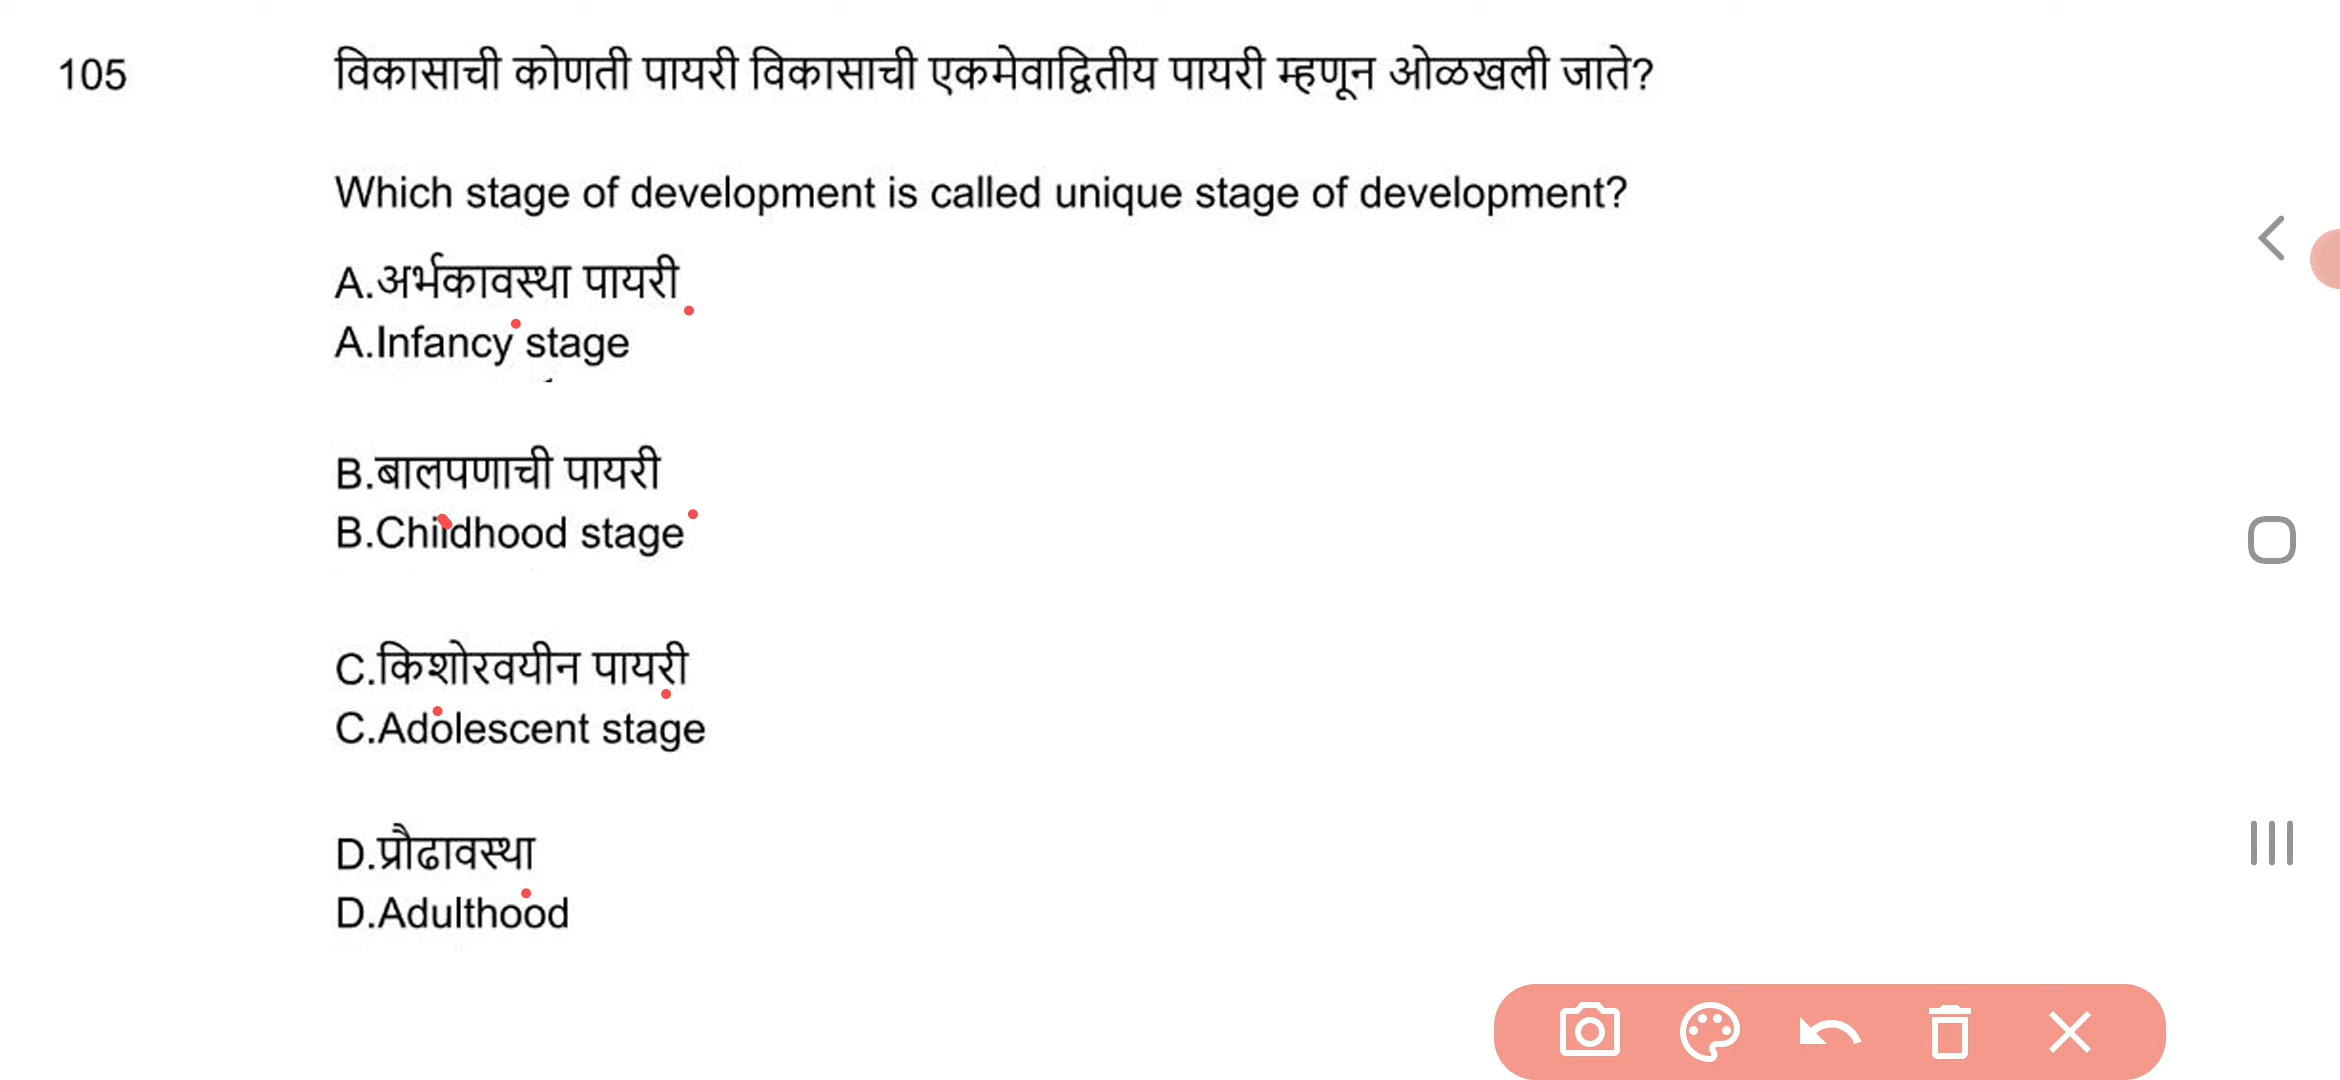 105 विकासाची कोणती पायरी विकासाची एकमेवाद्वितीय पायरी म्हणून ओळखली जाते?
Which stage of development is called unique stage of development?
A.अर्भकावस्था पायरी
A.Infancy stage
B.बालपणाची पायरी
B.Childhood stage
C.किशोरवयीन पायरी
C.Adolescent stage
D.प्रौढावस्था
D.Adulthood